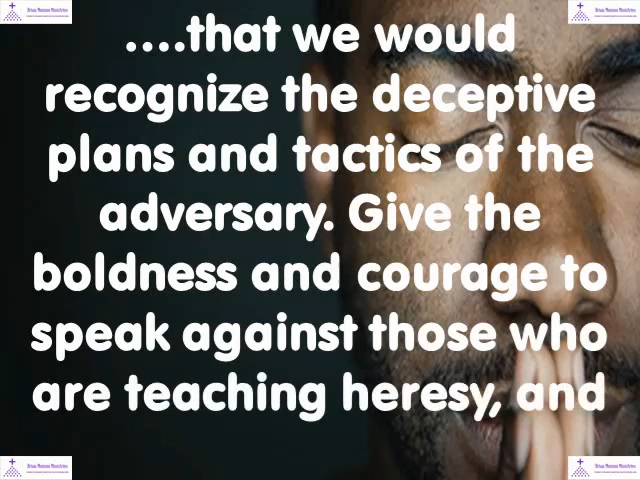 ....that we would
recognize the deceptive
plans and tactics of the
adversary. Give the
boldness and courage to
speak against those who
are teaching heresy, and